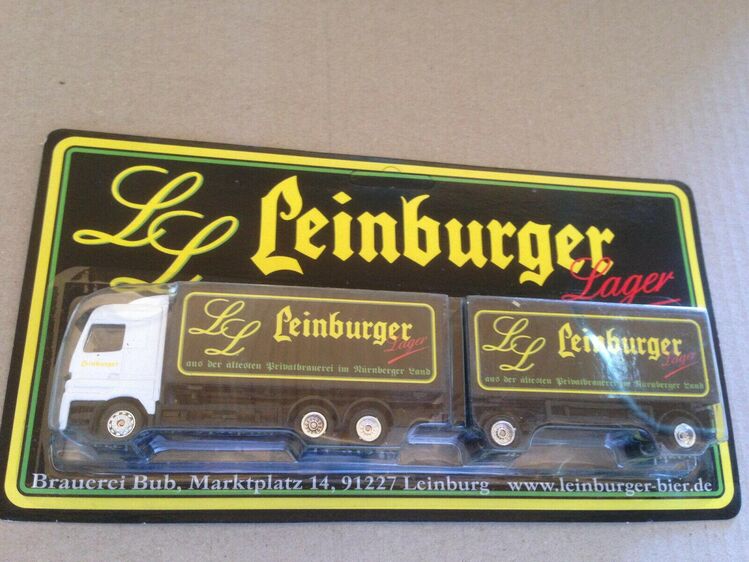 LL Leinburger
Lager
LL Leinburger
Lager
aus der ältesten Privatbrauerei im Nürnberger Land
LL Leinburger
Lager
aus der ältesten Privatbrauerei im Nürnberger Land
Leinburger
Brauerei Bub, Marktplatz 14, 91227 Leinburg www.leinburger-bier.de